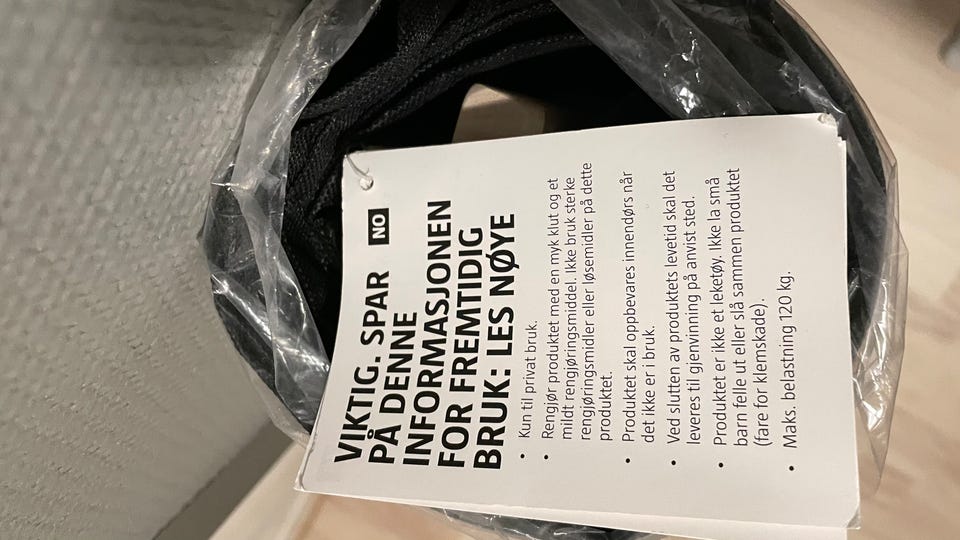 VIKTIG. SPAR NO
PÅ DENNE
INFORMASJONEN
FOR FREMTIDIG
BRUK: LES NØYE
• Kun til privat bruk.
• Rengjør produktet med en myk klut og et
mildt rengjøringsmiddel. Ikke bruk sterke
rengjøringsmidler eller løsemidler på dette
produktet.
• Produktet skal oppbevares innendørs når
det ikke er i bruk.
• Ved slutten av produktets levetid skal det
leveres til gjenvinning på anvist sted.
• Produktet er ikke et leketøy. Ikke la små
barn felle ut eller slå sammen produktet
(fare for klemskade).
• Maks. belastning 120 kg.